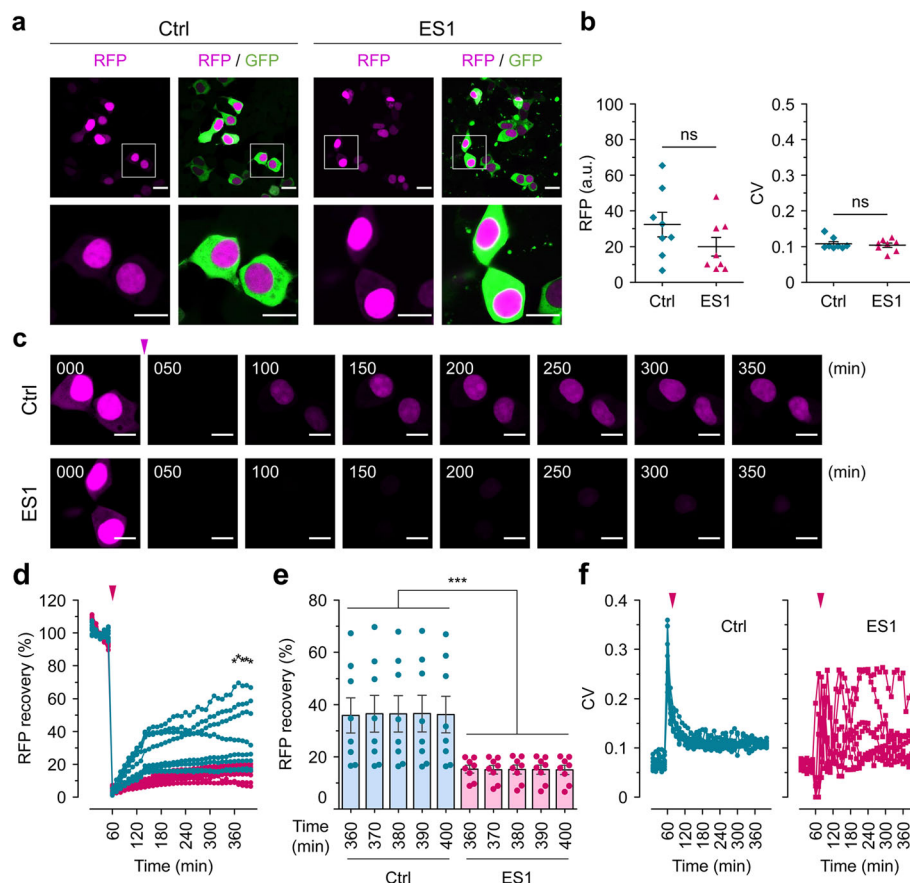 a
Ctrl
ES1
RFP
RFP / GFP
RFP
RFP / GFP
b
RFP (a.u.)
100
80
60
40
20
0
ns
Ctrl
ES1
CV
0.5
0.4
0.3
0.2
0.1
0
ns
Ctrl
ES1
c
Ctrl
000
050
100
150
200
250
300
350
(min)
ES1
000
050
100
150
200
250
300
350
(min)
d
RFP recovery (%)
120
100
80
60
40
20
0
****
60
120
180
240
300
360
Time (min)
e
RFP recovery (%)
80
60
40
20
0
***
Time
(min)
360
370
380
390
400
360
370
380
390
400
Ctrl
ES1
f
CV
0.4
0.3
0.2
0.1
0
Ctrl
60
120
180
240
300
360
Time (min)
ES1
60
120
180
240
300
360
Time (min)